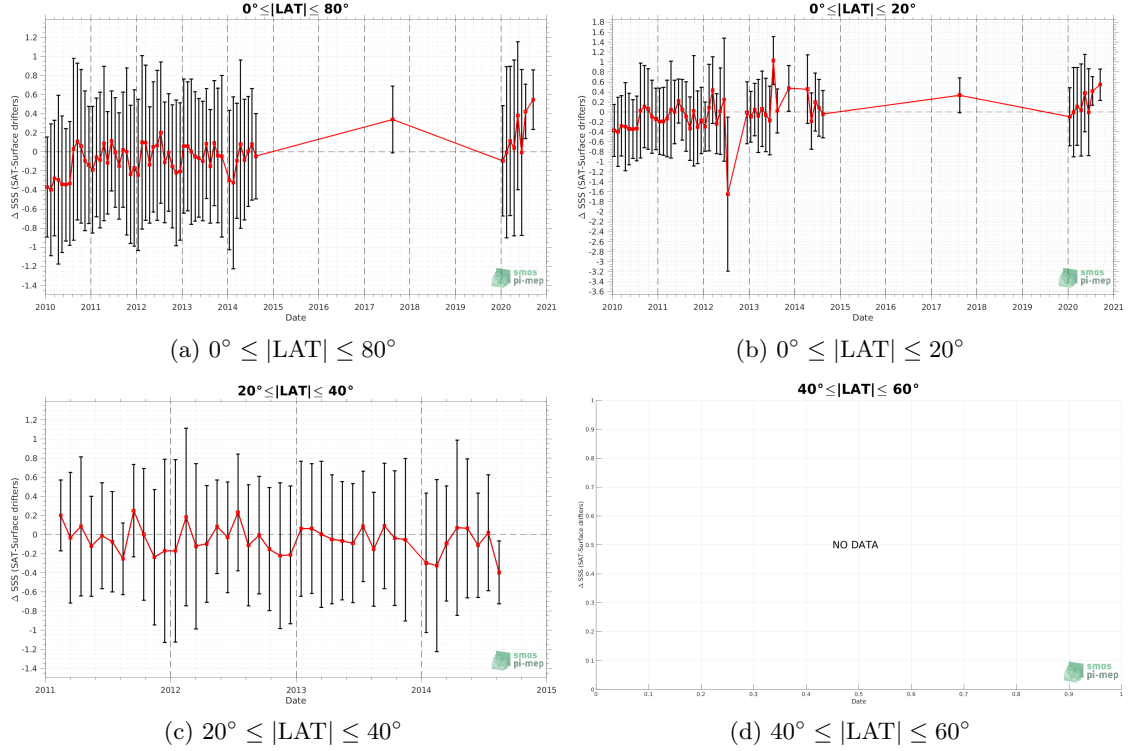 0°≤|LAT|≤ 80°
Δ SSS (SAT-Surface drifters)
1.2
1
0.8
0.6
0.4
0.2
0
-0.2
-0.4
-0.6
-0.8
-1
-1.2
-1.4
smos
pi-mep
2010 2011 2012 2013 2014 2015 2016 2017 2018 2019 2020 2021
Date
(a) 0° ≤ |LAT| ≤ 80°
0°≤|LAT|≤ 20°
Δ SSS (SAT-Surface drifters)
1.8
1.6
1.4
1.2
1
0.8
0.6
0.4
0.2
0
-0.2
-0.4
-0.6
-0.8
-1
-1.2
-1.4
-1.6
-1.8
-2
-2.2
-2.4
-2.6
-2.8
-3
-3.2
-3.4
-3.6
smos
pi-mep
2010 2011 2012 2013 2014 2015 2016 2017 2018 2019 2020 2021
Date
(b) 0° ≤ |LAT| ≤ 20°
20°≤|LAT|≤ 40°
Δ SSS (SAT-Surface drifters)
1.2
1
0.8
0.6
0.4
0.2
0
-0.2
-0.4
-0.6
-0.8
-1
-1.2
-1.4
smos
pi-mep
2011 2012 2013 2014 2015
Date
(c) 20° ≤ |LAT| ≤ 40°
40°≤|LAT|≤ 60°
Δ SSS (SAT-Surface drifters)
1
0.9
0.8
0.7
0.6
0.5
0.4
0.3
0.2
0.1
0
NO DATA
smos
pi-mep
0 0.1 0.2 0.3 0.4 0.5 0.6 0.7 0.8 0.9 1
Date
(d) 40° ≤ |LAT| ≤ 60°